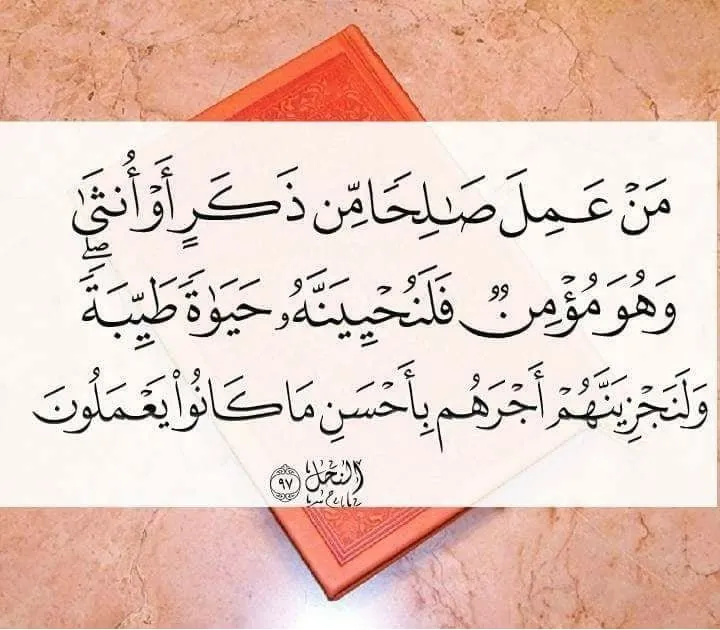 مَنْ عَمِلَ صَـٰلِحًا مِّن ذَكَرٍ أَوْ أُنثَىٰ
وَهُوَ مُؤْمِنٌ فَلَنُحْيِيَنَّهُۥ حَيَوٰةً طَيِّبَةً ۖ
وَلَنَجْزِيَنَّهُمْ أَجْرَهُم بِأَحْسَنِ مَا كَانُوا۟ يَعْمَلُونَ
النحل ٩٧